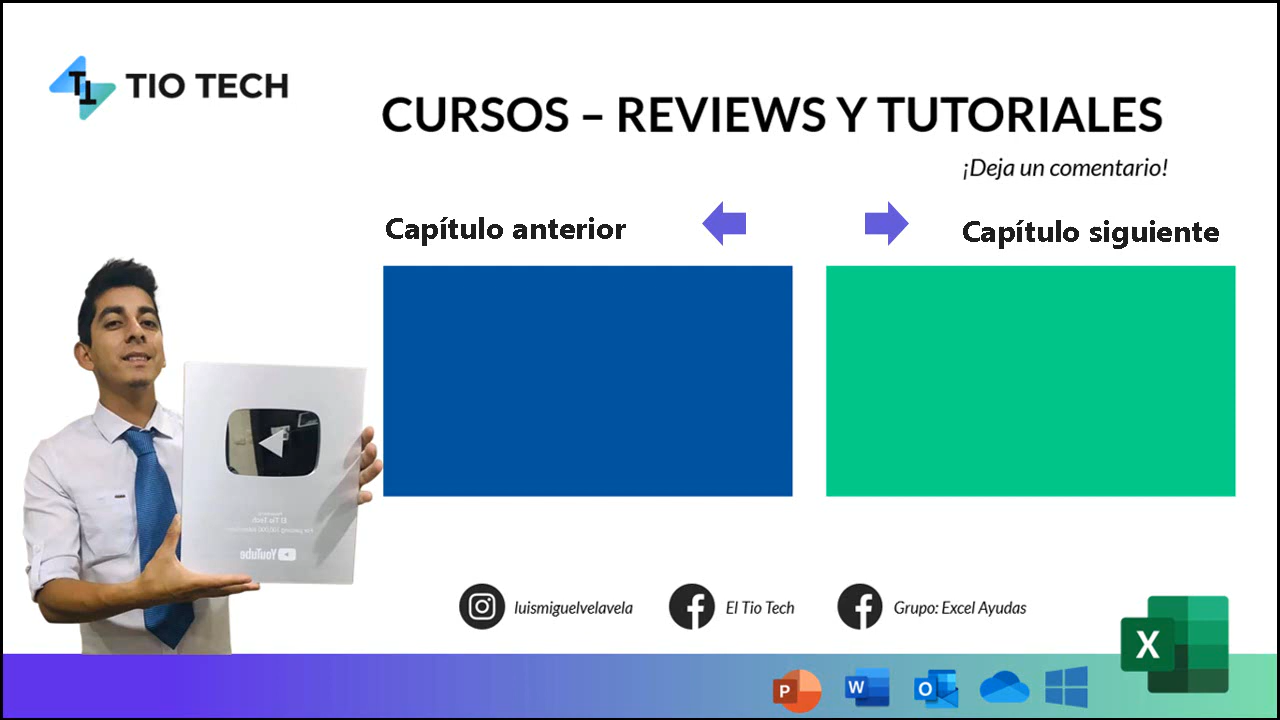 TIO TECH
CURSOS – REVIEWS Y TUTORIALES
¡Deja un comentario!
Capítulo anterior
Capítulo siguiente
El Tio Tech
YouTube
luismiguelvelavela
El Tio Tech
Grupo: Excel Ayudas
P
W
O
X